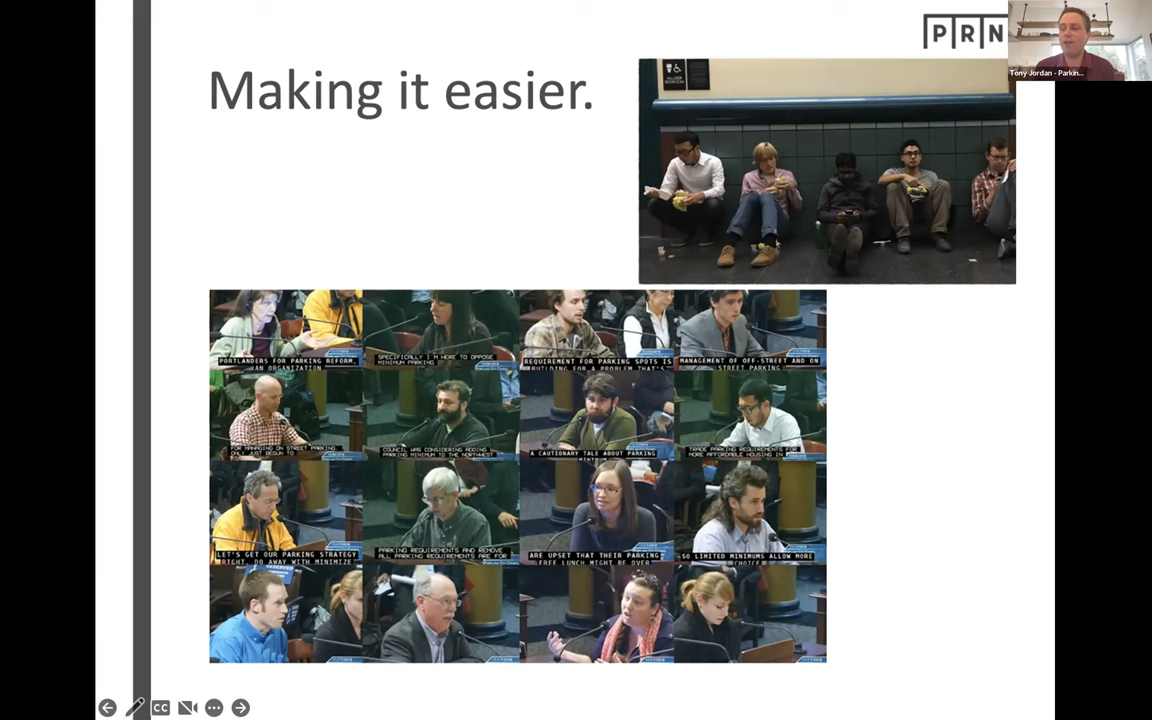 PRN
Tony Jordan - Parkin...
Making it easier.
PORTLANDERS FOR PARKING REFORM,
AN ORGANIZATION
SPECIFICALLY I'M HERE TO OPPOSE
MINIMUM PARKING
REQUIREMENT FOR PARKING SPOTS IS
BUILDING FOR A PROBLEM THAT'S
MANAGEMENT OF OFF-STREET AND ON
STREET PARKING
FOR MANAGING ON STREET PARKING
ONLY JUST BEGUN TO
COUNCIL WAS CONSIDERING ADDING
PARKING MINIMUM TO THE NORTHWEST
A CAUTIONARY TALE ABOUT PARKING
TRADE PARKING REQUIREMENTS FOR
MORE AFFORDABLE HOUSING IN
LET'S GET OUR PARKING STRATEGY
RIGHT, DO AWAY WITH MINIMIZE
PARKING REQUIREMENTS AND REMOVE
ALL PARKING REQUIREMENTS ARE FOR
ARE UPSET THAT THEIR PARKING
FREE LUNCH MIGHT BE OVER
SO LIMITED MINIMUMS ALLOW MORE
CHOICE
CC